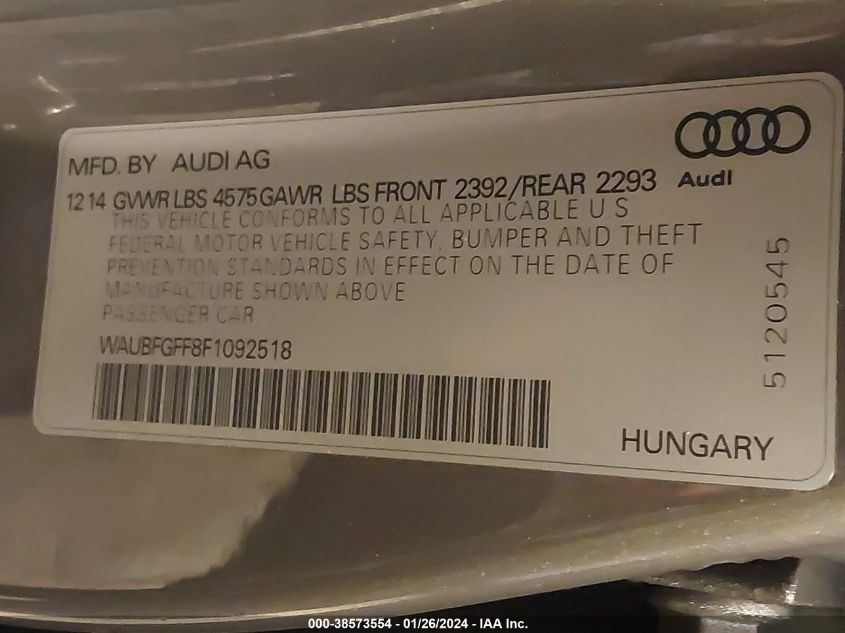 MFD. BY AUDI AG
Audi
12 14 GVWR LBS 4575 GAWR LBS FRONT 2392/REAR 2293
THIS VEHICLE CONFORMS TO ALL APPLICABLE U S
FEDERAL MOTOR VEHICLE SAFETY, BUMPER AND THEFT
PREVENTION STANDARDS IN EFFECT ON THE DATE OF
MANUFACTURE SHOWN ABOVE
PASSENGER CAR
WAUBFGFF8F1092518
5120545
HUNGARY
000-38573554 - 01/26/2024 - IAA Inc.